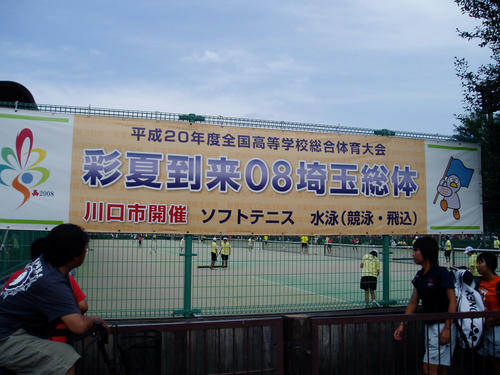 平成20年度全国高等学校総合体育大会
彩夏到来08埼玉総体
川口市開催 ソフトテニス 水泳(競泳・飛込)
2008